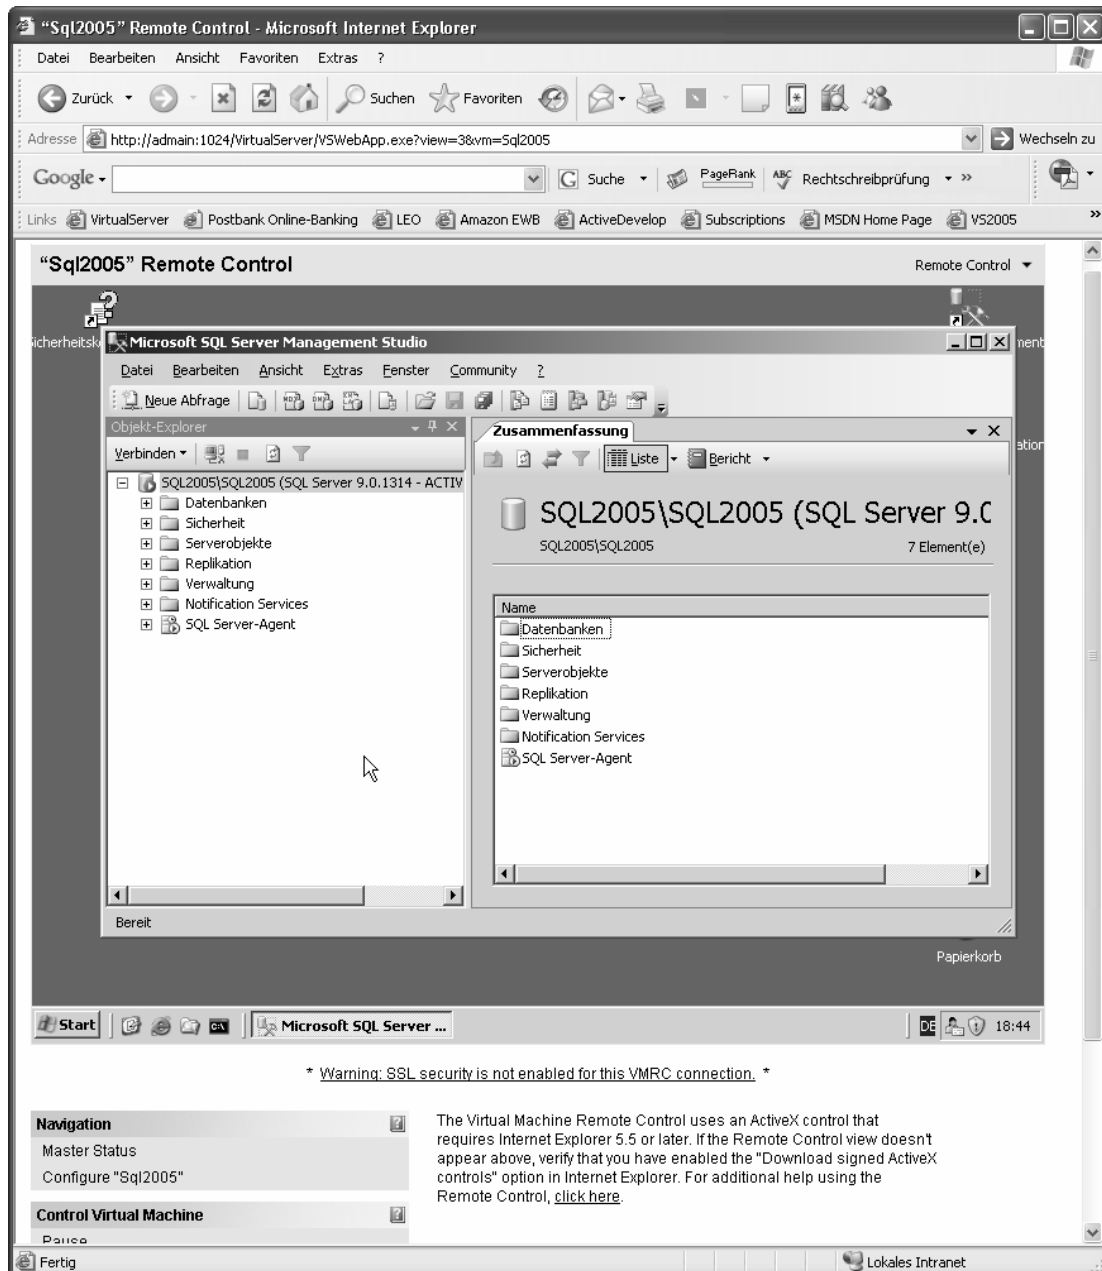 “Sql2005” Remote Control - Microsoft Internet Explorer
Datei Bearbeiten Ansicht Favoriten Extras ?
Zurück Suchen Favoriten
Adresse http://admain:1024/VirtualServer/VSWebApp.exe?view=3&vm=Sql2005 Wechseln zu
Google Suche PageRank ABC Rechtschreibprüfung »
Links VirtualServer Postbank Online-Banking LEO Amazon EWB ActiveDevelop Subscriptions MSDN Home Page VS2005 »
“Sql2005” Remote Control Remote Control
Microsoft SQL Server Management Studio
Datei Bearbeiten Ansicht Extras Fenster Community ?
Neue Abfrage
Objekt-Explorer
Verbinden
SQL2005\SQL2005 (SQL Server 9.0.1314 - ACTIV
Datenbanken
Sicherheit
Serverobjekte
Replikation
Verwaltung
Notification Services
SQL Server-Agent
Zusammenfassung
Liste Bericht
SQL2005\SQL2005 (SQL Server 9.0
SQL2005\SQL2005 7 Element(e)
Name
Datenbanken
Sicherheit
Serverobjekte
Replikation
Verwaltung
Notification Services
SQL Server-Agent
Bereit
Papierkorb
Start Microsoft SQL Server ... DE 18:44
* Warning: SSL security is not enabled for this VMRC connection. *
Navigation
Master Status
Configure "Sql2005"
Control Virtual Machine
Pause
The Virtual Machine Remote Control uses an ActiveX control that
requires Internet Explorer 5.5 or later. If the Remote Control view doesn't
appear above, verify that you have enabled the "Download signed ActiveX
controls" option in Internet Explorer. For additional help using the
Remote Control, click here.
Fertig Lokales Intranet